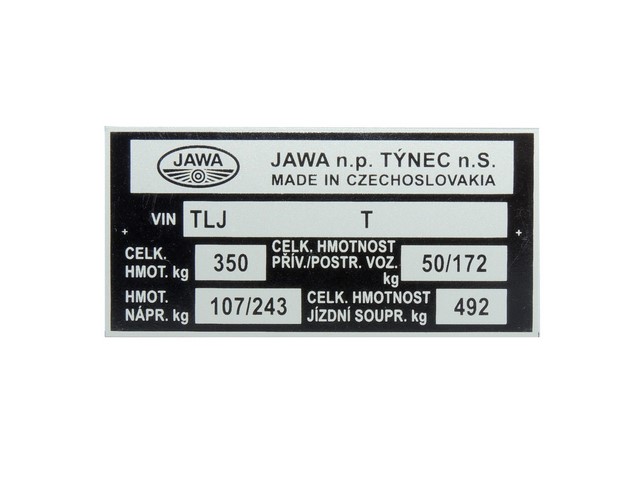 JAWA
JAWA n.p. TÝNEC n.S.
MADE IN CZECHOSLOVAKIA
VIN TLJ T
CELK. HMOT. kg 350
CELK. HMOTNOST PŘÍV./POSTR. VOZ. kg 50/172
HMOT. NÁPR. kg 107/243
CELK. HMOTNOST JÍZDNÍ SOUPR. kg 492